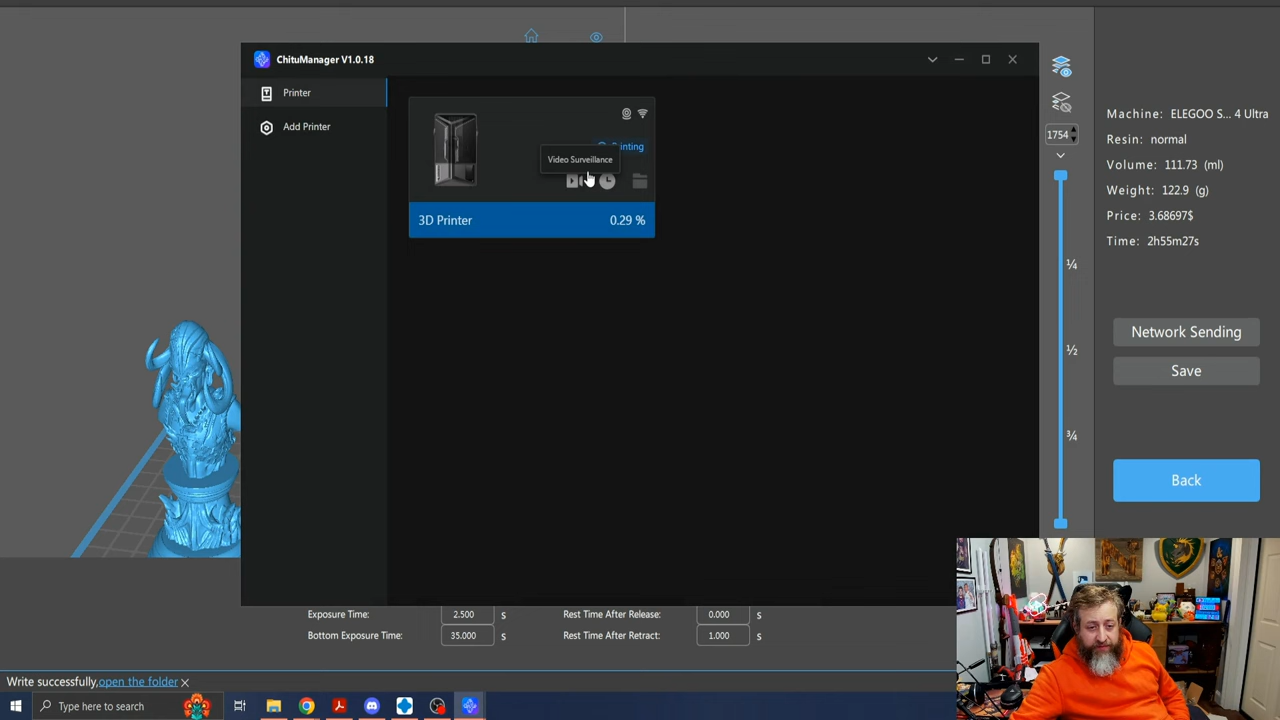 ChituManager V1.0.18
Printer
Add Printer
Printing
Video Surveillance
3D Printer
0.29 %
1754
¼
½
¾
Machine: ELEGOO S... 4 Ultra
Resin: normal
Volume: 111.73 (ml)
Weight: 122.9 (g)
Price: 3.68697$
Time: 2h55m27s
Network Sending
Save
Back
Exposure Time: 2.500 s
Rest Time After Release: 0.000 s
Bottom Exposure Time: 35.000 s
Rest Time After Retract: 1.000 s
Write successfully,open the folder
Type here to search